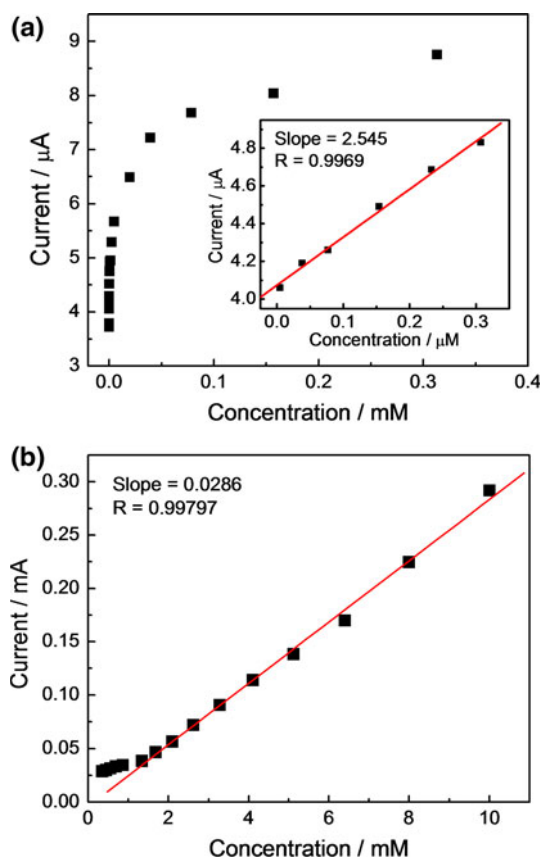 (a)
9
8
7
6
5
4
3
Current / μA
Slope = 2.545
R = 0.9969
4.8
4.6
4.4
4.2
4.0
Current / μA
0.0 0.1 0.2 0.3
Concentration / μM
0.0 0.1 0.2 0.3 0.4
Concentration / mM
(b)
0.30
0.25
0.20
0.15
0.10
0.05
0.00
Current / mA
Slope = 0.0286
R = 0.99797
0 2 4 6 8 10
Concentration / mM